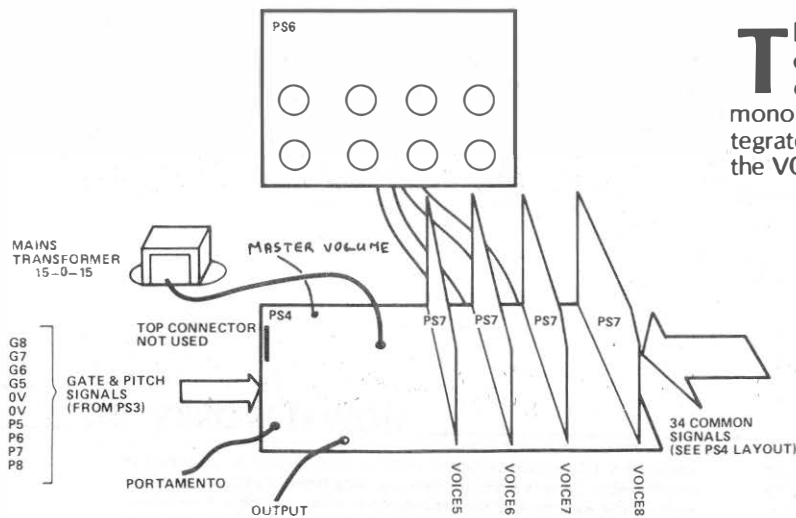 PS6
T
mono
tegrate
the VO
MAINS
TRANSFORMER
15-0-15
MASTER VOLUME
PS4
PS7
PS7
PS7
PS7
TOP CONNECTOR
NOT USED
G8
G7
G6
G5
0V
0V
P5
P6
P7
P8
GATE & PITCH
SIGNALS
(FROM PS3)
34 COMMON
SIGNALS
(SEE PS4 LAYOUT)
PORTAMENTO
OUTPUT
VOICE5
VOICE6
VOICE7
VOICE8